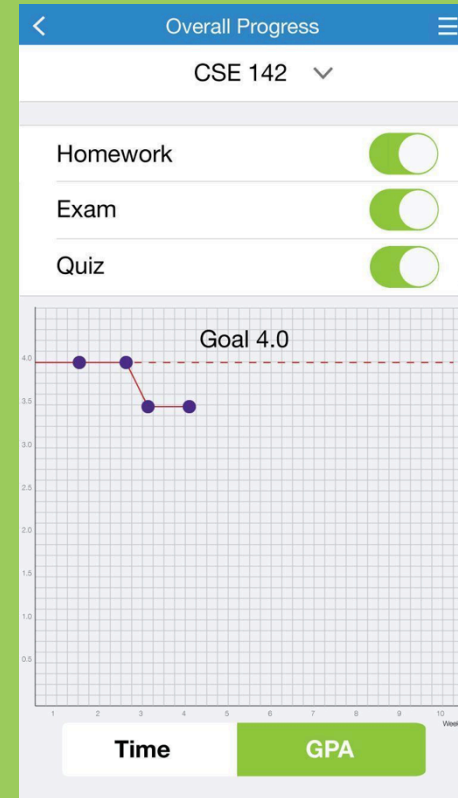 Overall Progress
CSE 142
Homework
Exam
Quiz
Goal 4.0
4.0
3.5
3.0
2.5
2.0
1.5
1.0
0.5
1 2 3 4 5 6 7 8 9 10
Week
Time GPA